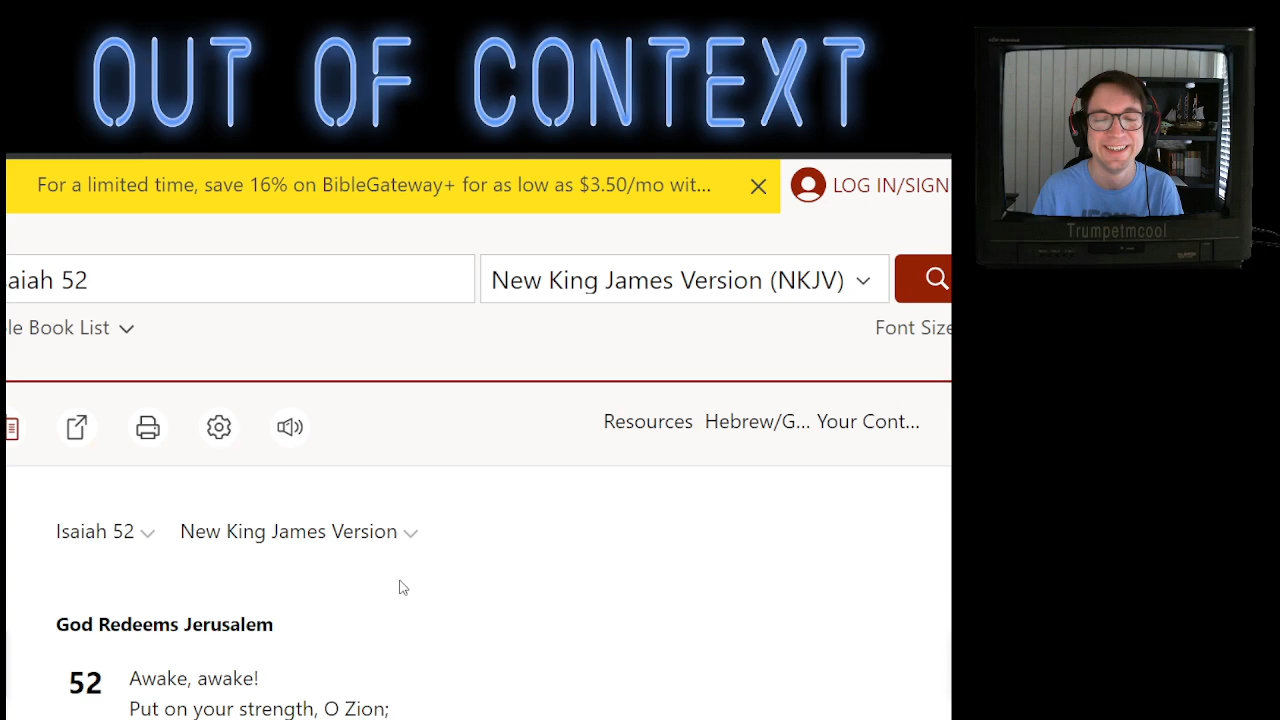 OUT OF CONTEXT
For a limited time, save 16% on BibleGateway+ for as low as $3.50/mo wit...
LOG IN/SIGN
Trumpetmcool
aiah 52
New King James Version (NKJV)
le Book List
Font Size
Resources Hebrew/G... Your Cont...
Isaiah 52 New King James Version
God Redeems Jerusalem
52 Awake, awake!
Put on your strength, O Zion;